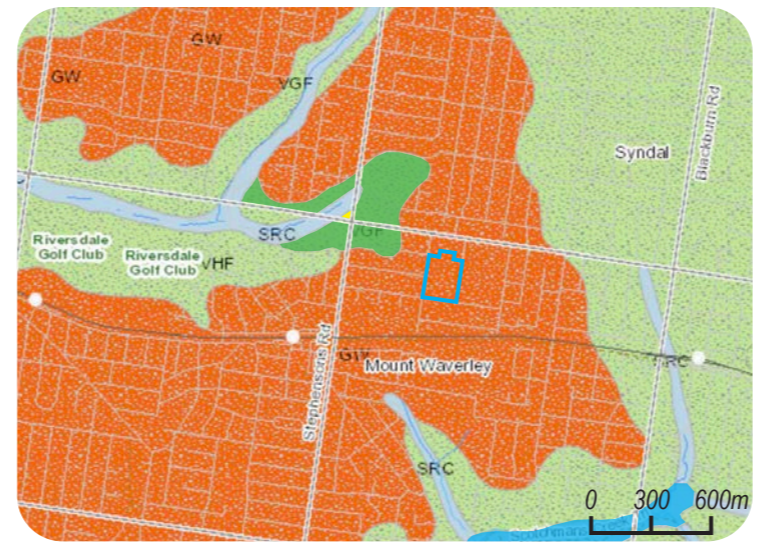 GW
GW
VGF
Blackburn Rd
Syndal
SRC
VGF
Riversdale
Golf Club
Riversdale
Golf Club
VHF
Stephensons Rd
GW
Mount Waverley
SRC
SRC
0 300 600m